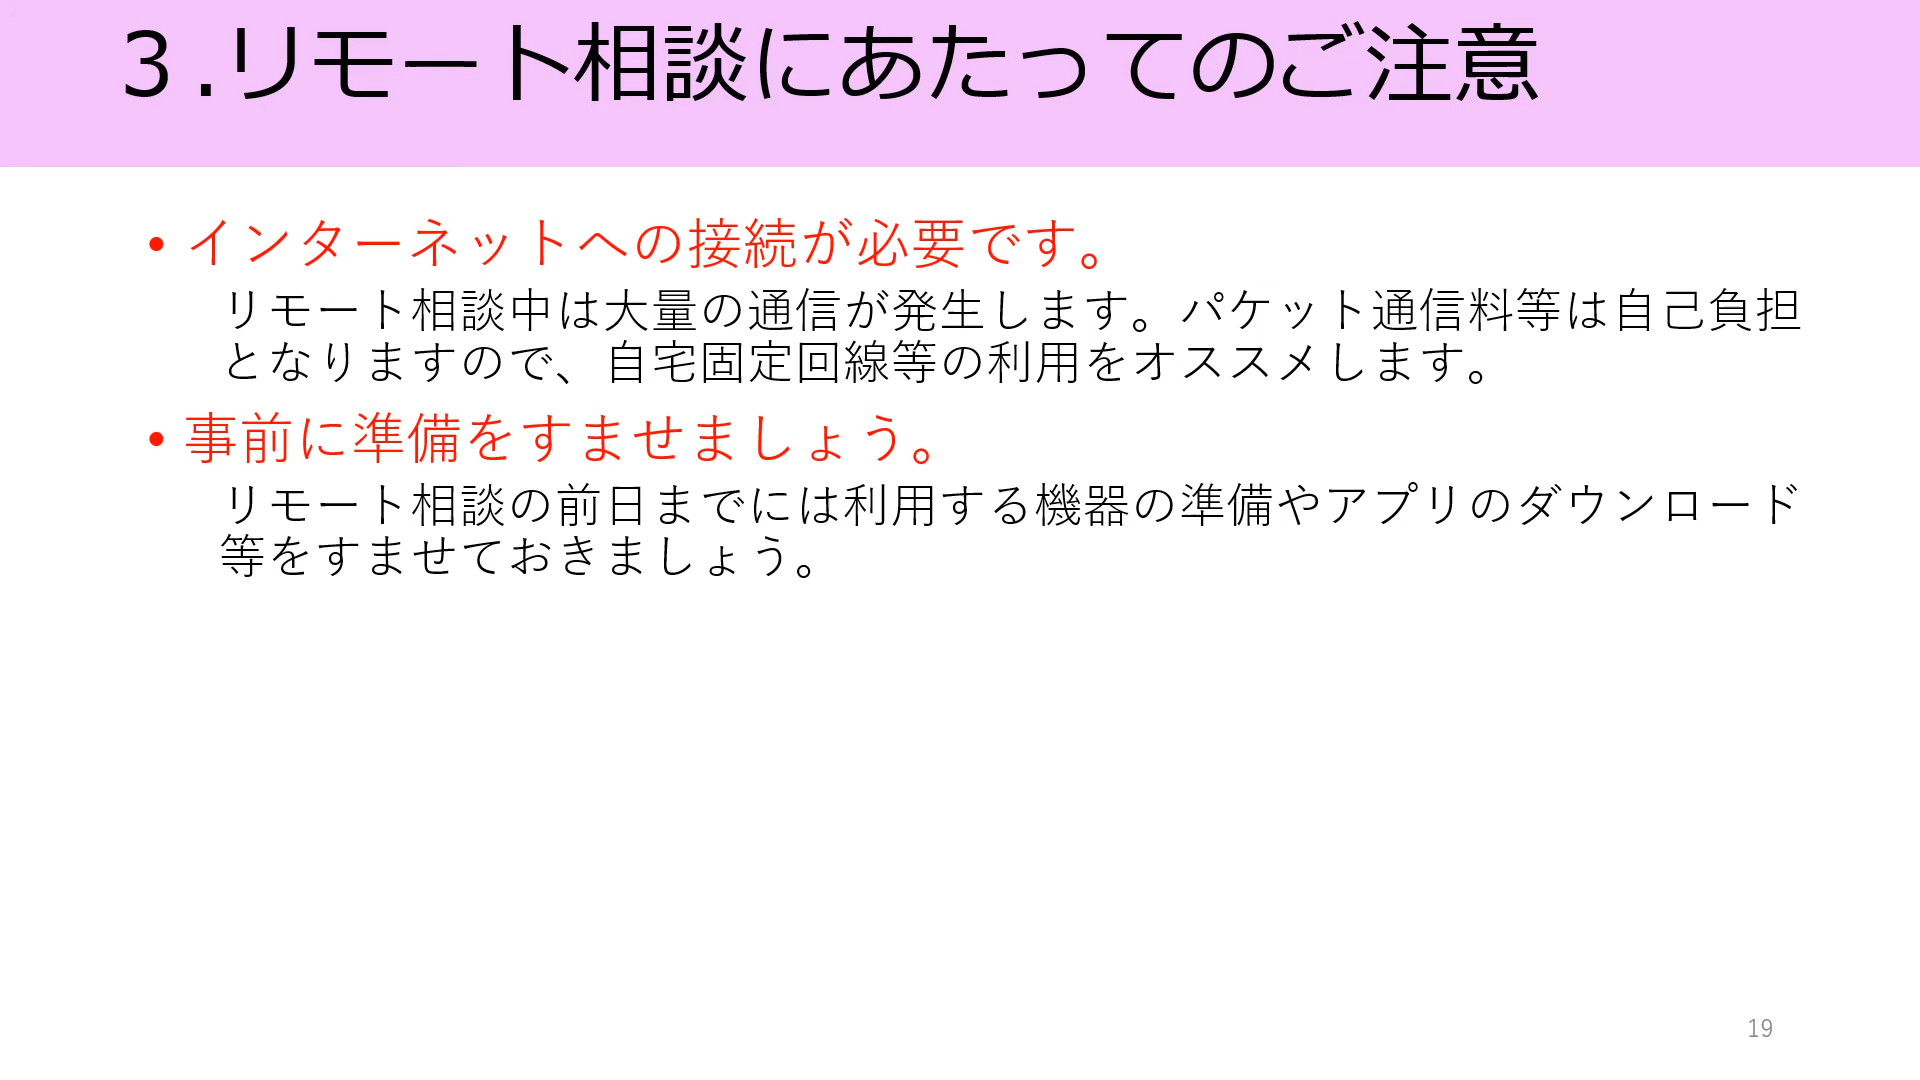 ３.リモート相談にあたってのご注意
• インターネットへの接続が必要です。
リモート相談中は大量の通信が発生します。パケット通信料等は自己負担
となりますので、自宅固定回線等の利用をオススメします。
• 事前に準備をすませましょう。
リモート相談の前日までには利用する機器の準備やアプリのダウンロード
等をすませておきましょう。
19